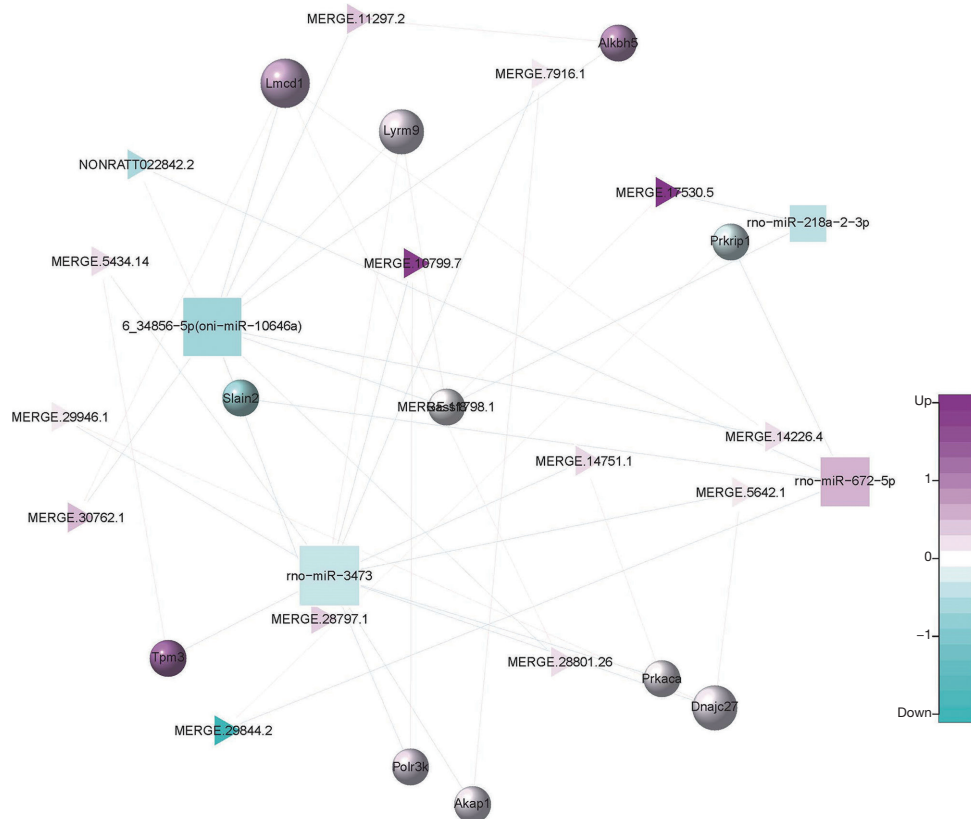 MERGE.11297.2
Alkbh5
MERGE.7916.1
Lmcd1
Lyrm9
NONRATT022842.2
MERGE.17530.5
rno-miR-218a-2-3p
Prkrip1
MERGE.5434.14
MERGE.10799.7
6_34856-5p(oni-miR-10646a)
Slain2
MERGE.11798.1
Up
MERGE.29946.1
MERGE.14226.4
MERGE.14751.1
1
rno-miR-672-5p
MERGE.5642.1
MERGE.30762.1
0
rno-miR-3473
MERGE.28797.1
−1
Tpm3
MERGE.28801.26
Prkaca
Dnajc27
Down
MERGE.29844.2
Polr3k
Akap1